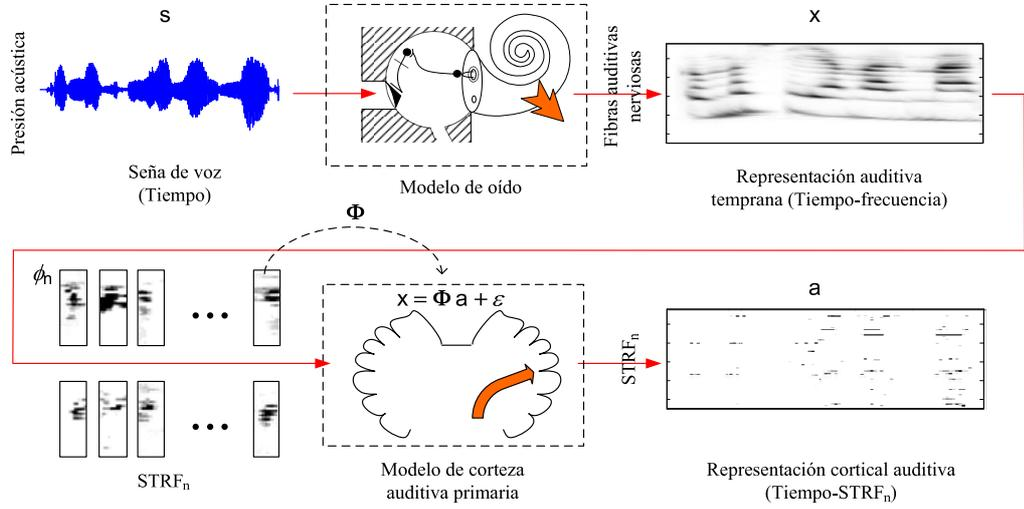 s
x
Presión acústica
Fibras auditivas
nerviosas
Seña de voz
(Tiempo)
Modelo de oído
Representación auditiva
temprana (Tiempo-frecuencia)
Φ
ϕn
x = Φ a + ε
a
STRFn
STRFn
Modelo de corteza
auditiva primaria
Representación cortical auditiva
(Tiempo-STRFn)